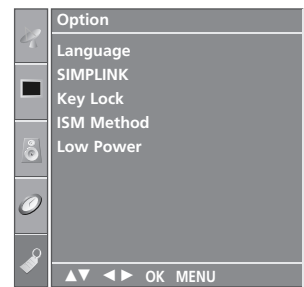 Option
Language
SIMPLINK
Key Lock
ISM Method
Low Power
▲▼ ◄► OK MENU